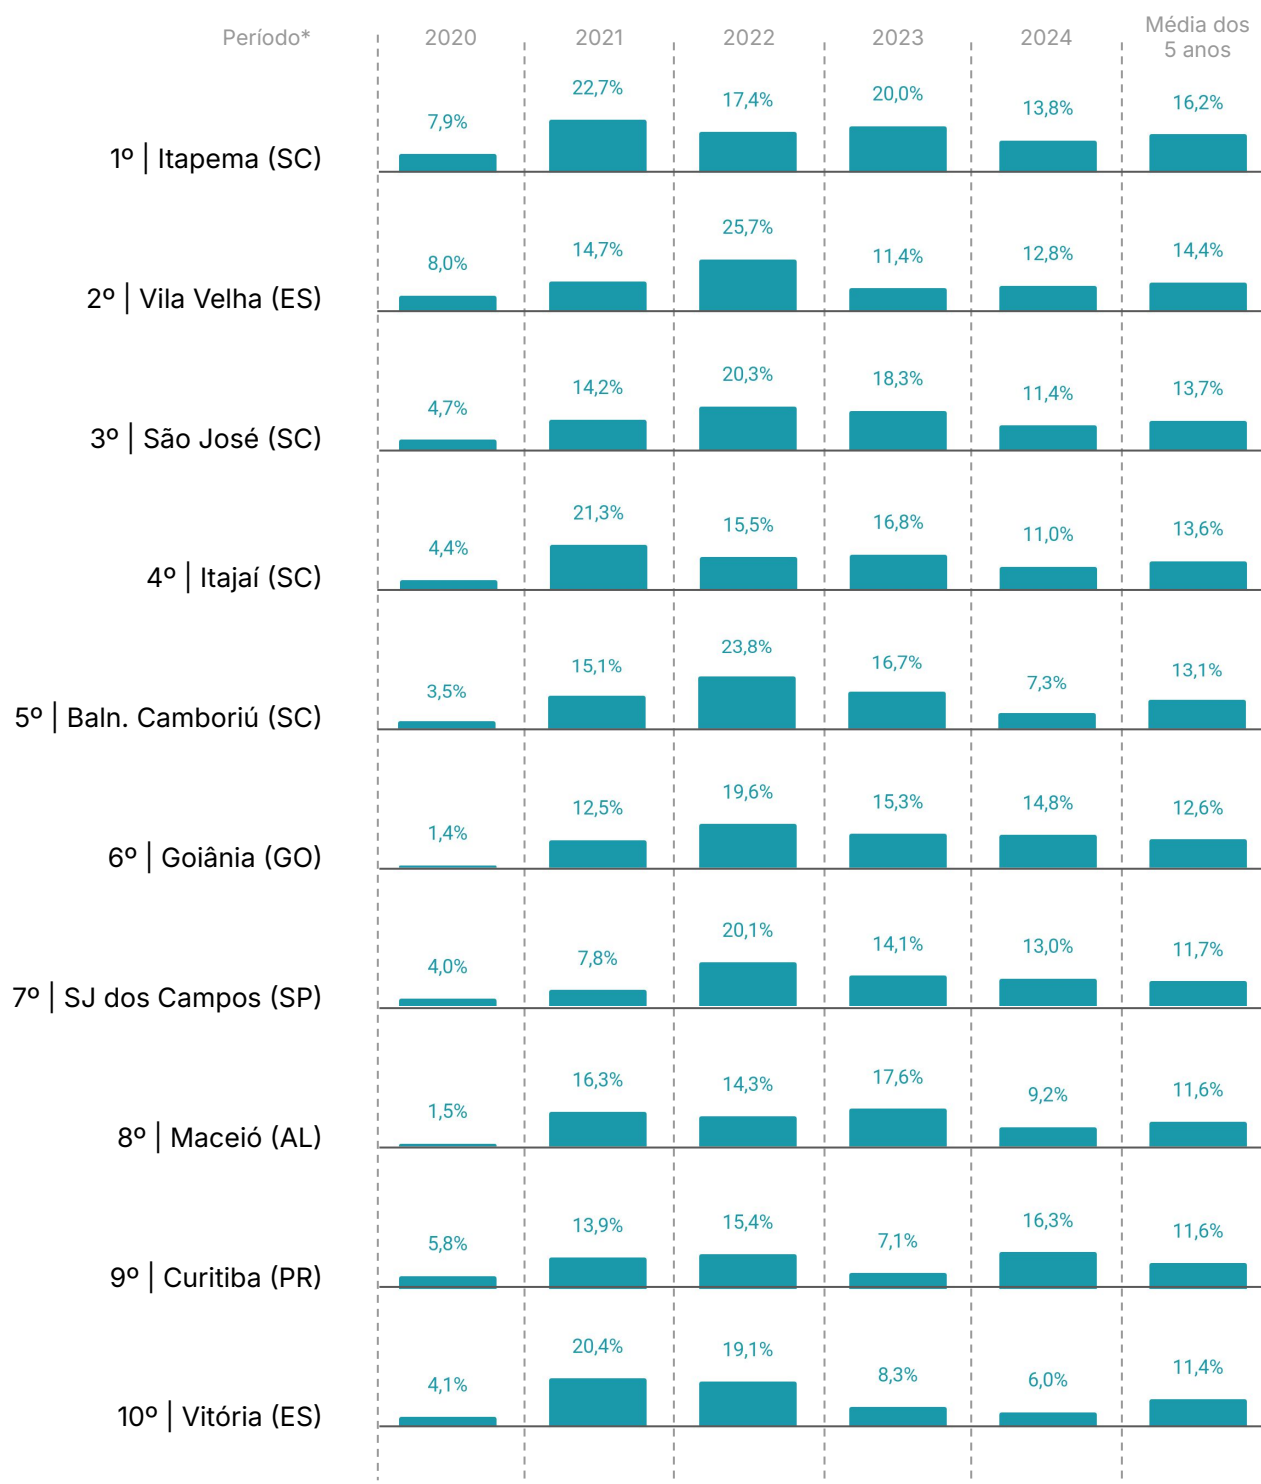 Período* 2020 2021 2022 2023 2024 Média dos
5 anos
1º | Itapema (SC) 7,9% 22,7% 17,4% 20,0% 13,8% 16,2%
2º | Vila Velha (ES) 8,0% 14,7% 25,7% 11,4% 12,8% 14,4%
3º | São José (SC) 4,7% 14,2% 20,3% 18,3% 11,4% 13,7%
4º | Itajaí (SC) 4,4% 21,3% 15,5% 16,8% 11,0% 13,6%
5º | Baln. Camboriú (SC) 3,5% 15,1% 23,8% 16,7% 7,3% 13,1%
6º | Goiânia (GO) 1,4% 12,5% 19,6% 15,3% 14,8% 12,6%
7º | SJ dos Campos (SP) 4,0% 7,8% 20,1% 14,1% 13,0% 11,7%
8º | Maceió (AL) 1,5% 16,3% 14,3% 17,6% 9,2% 11,6%
9º | Curitiba (PR) 5,8% 13,9% 15,4% 7,1% 16,3% 11,6%
10º | Vitória (ES) 4,1% 20,4% 19,1% 8,3% 6,0% 11,4%